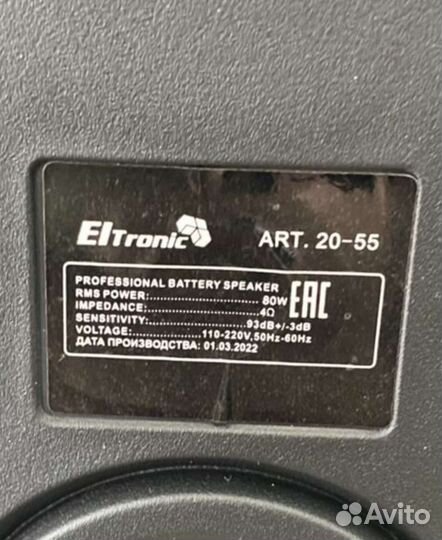 Eltronic ART. 20-55
PROFESSIONAL BATTERY SPEAKER
RMS POWER:............................ 80W
IMPEDANCE:............................4Ω
SENSITIVITY:..........................93dB+/-3dB
VOLTAGE:................110-220V,50Hz-60Hz
ДАТА ПРОИЗВОДСТВА: 01.03.2022
EAC
Avito